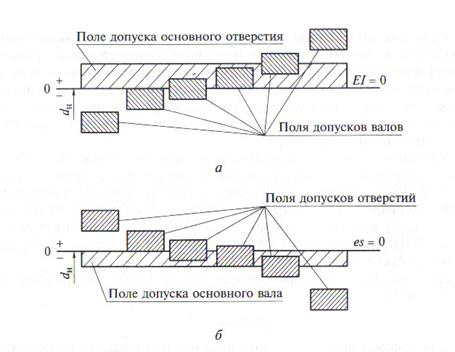 Поле допуска основного отверстия
0
+
−
dн
EI = 0
Поля допусков валов
а
Поля допусков отверстий
0
+
−
dн
es = 0
Поле допуска основного вала
б